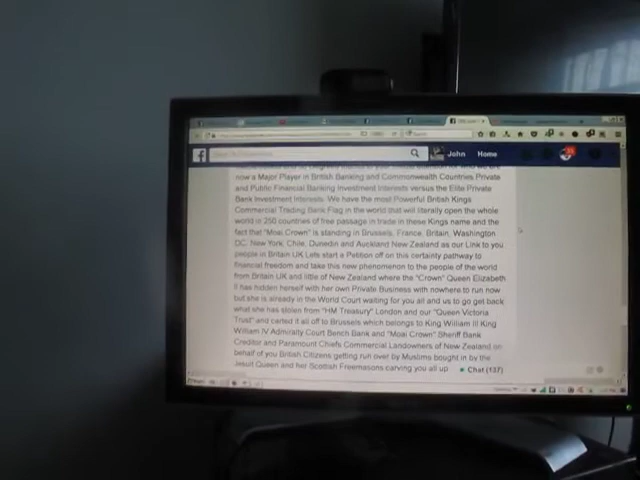 John Home
now a Major Player in British Banking and Commonwealth Countries Private
and Public Financial Banking Investment Interests versus the Elite Private
Bank Investment Interests. We have the most Powerful British Kings
Commercial Trading Bank Flag in the world that will literally open the whole
world in 250 countries of free passage in trade in these Kings name and the
fact that "Moai Crown" is standing in Brussels, France, Britain, Washington
DC, New York, Chile, Dunedin and Auckland New Zealand as our Link to you
people in Britain UK Lets start a Petition off on this certainty pathway to
financial freedom and take this new phenomenon to the people of the world
from Britain UK and little of New Zealand where the "Crown" Queen Elizabeth
II has hidden herself with her own Private Business with nowhere to run now
but she is already in the World Court waiting for you all and us to go get back
what she has stolen from "HM Treasury" London and our "Queen Victoria
Trust" and carted it all off to Brussels which belongs to King William III King
William IV Admiralty Court Bench Bank and "Moai Crown" Sheriff Bank
Creditor and Paramount Chiefs Commercial Landowners of New Zealand on
behalf of you British Citizens getting run over by Muslims bought in by the
Jesuit Queen and her Scottish Freemasons carving you all up
Chat (137)